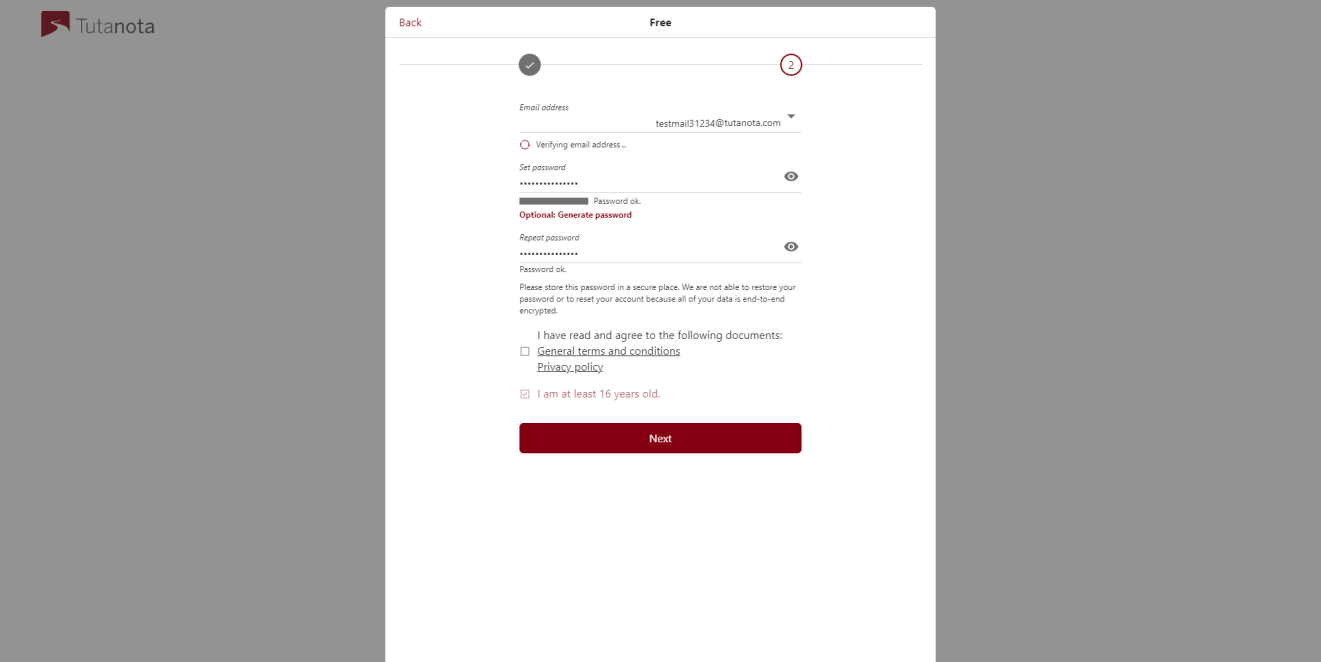 Tutanota
Back
Free
2
Email address
testmail31234@tutanota.com
Verifying email address...
Set password
•••••••••••••••
Password ok.
Optional: Generate password
Repeat password
•••••••••••••••
Password ok.
Please store this password in a secure place. We are not able to restore your
password or to reset your account because all of your data is end-to-end
encrypted.
I have read and agree to the following documents:
General terms and conditions
Privacy policy
I am at least 16 years old.
Next